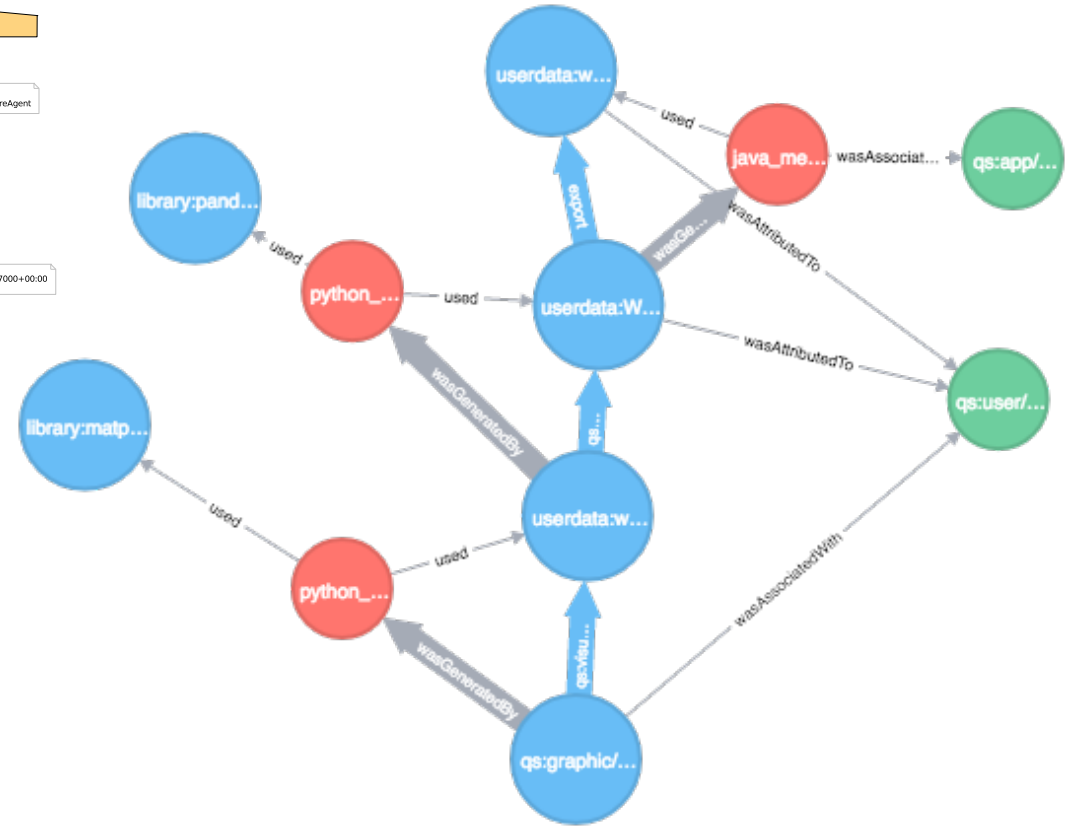 userdata:w...
reAgent
used
java_me...
wasAssociat...
qs:app/...
library:pand...
export
wasGe...
wasAttributedTo
used
7000+00:00
python_...
used
userdata:W...
wasAttributedTo
wasGeneratedBy
qs:user/...
library:matp...
qs...
used
userdata:w...
used
wasAssociatedWith
python_...
wasGeneratedBy
qs:visu...
qs:graphic/...